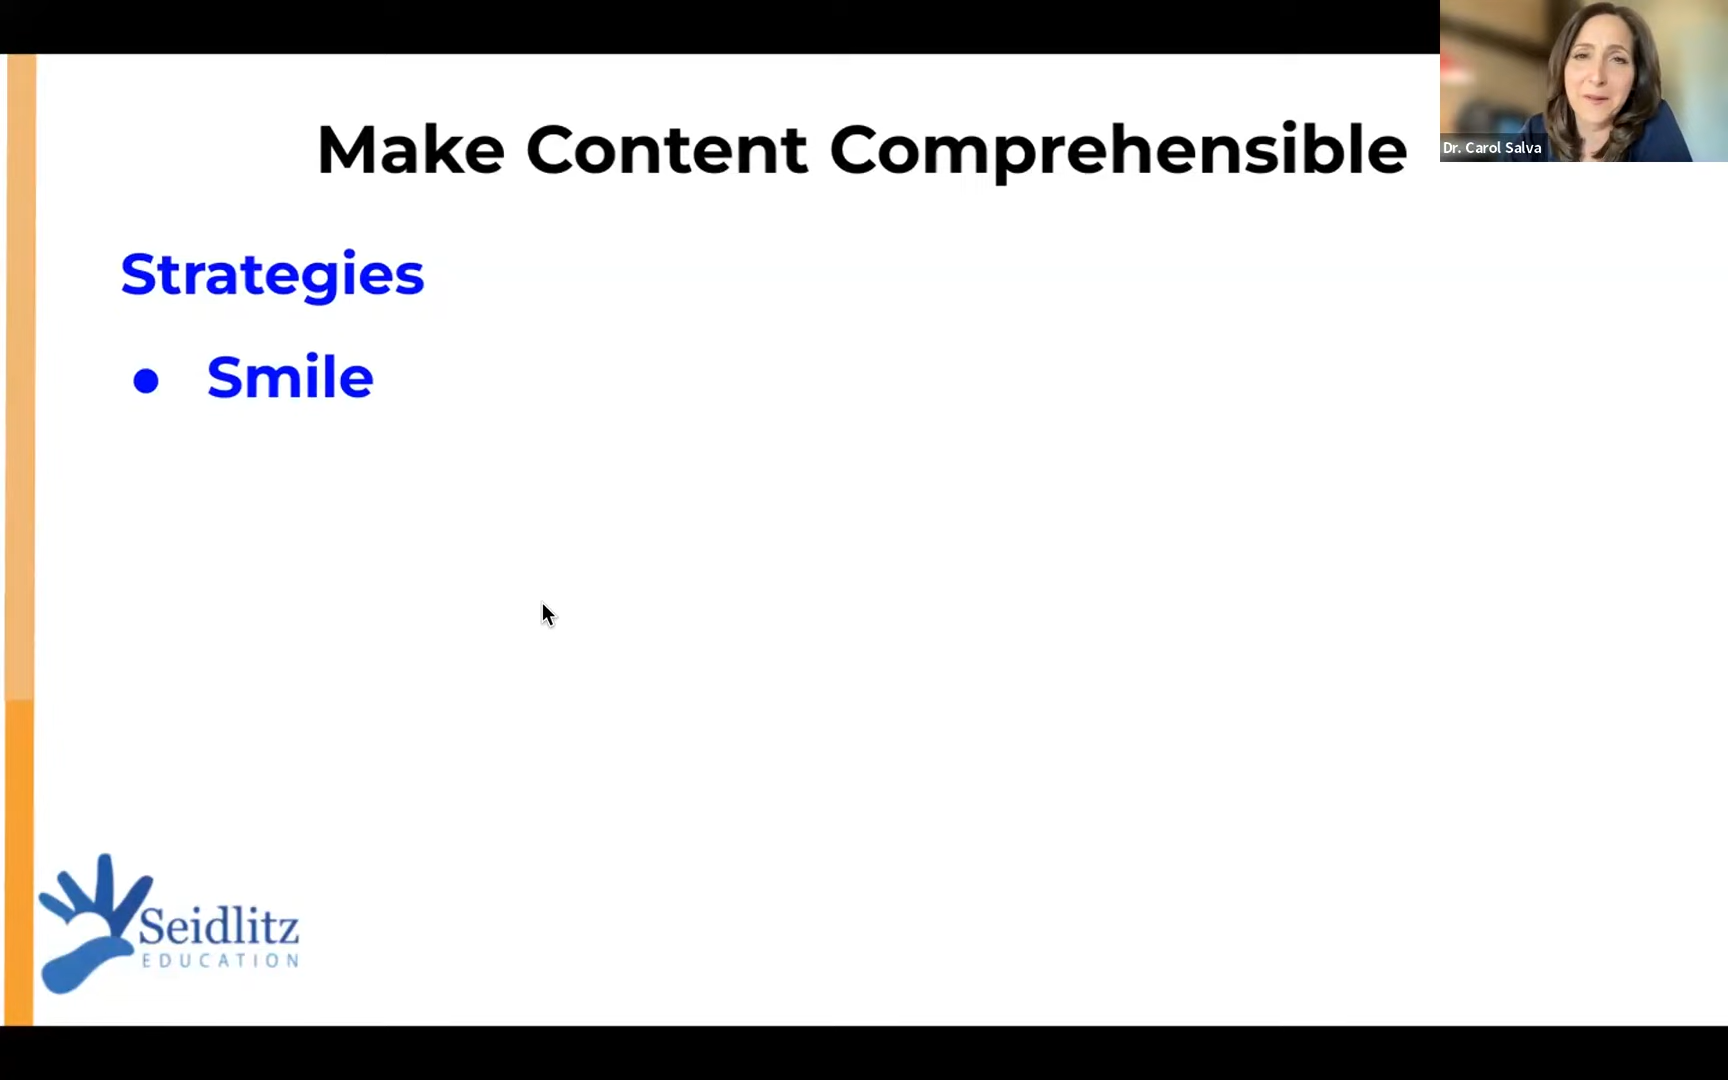 Make Content Comprehensible
Dr. Carol Salva
Strategies
● Smile
Seidlitz
EDUCATION